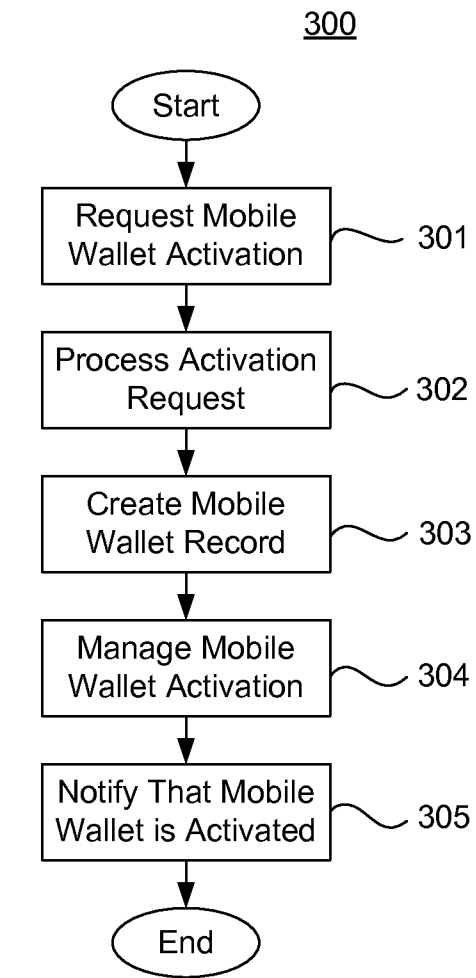 300
Start
Request Mobile
Wallet Activation
301
Process Activation
Request
302
Create Mobile
Wallet Record
303
Manage Mobile
Wallet Activation
304
Notify That Mobile
Wallet is Activated
305
End